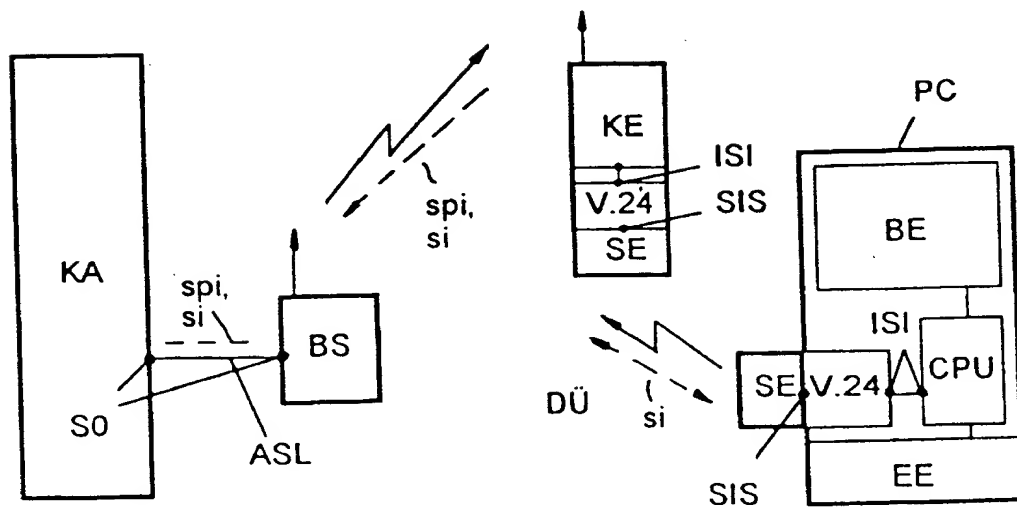 KA
SO
spi,
si
ASL
BS
spi,
si
KE
V.24
SE
ISI
SIS
DÜ
si
PC
BE
ISI
CPU
SE
V.24
SIS
EE